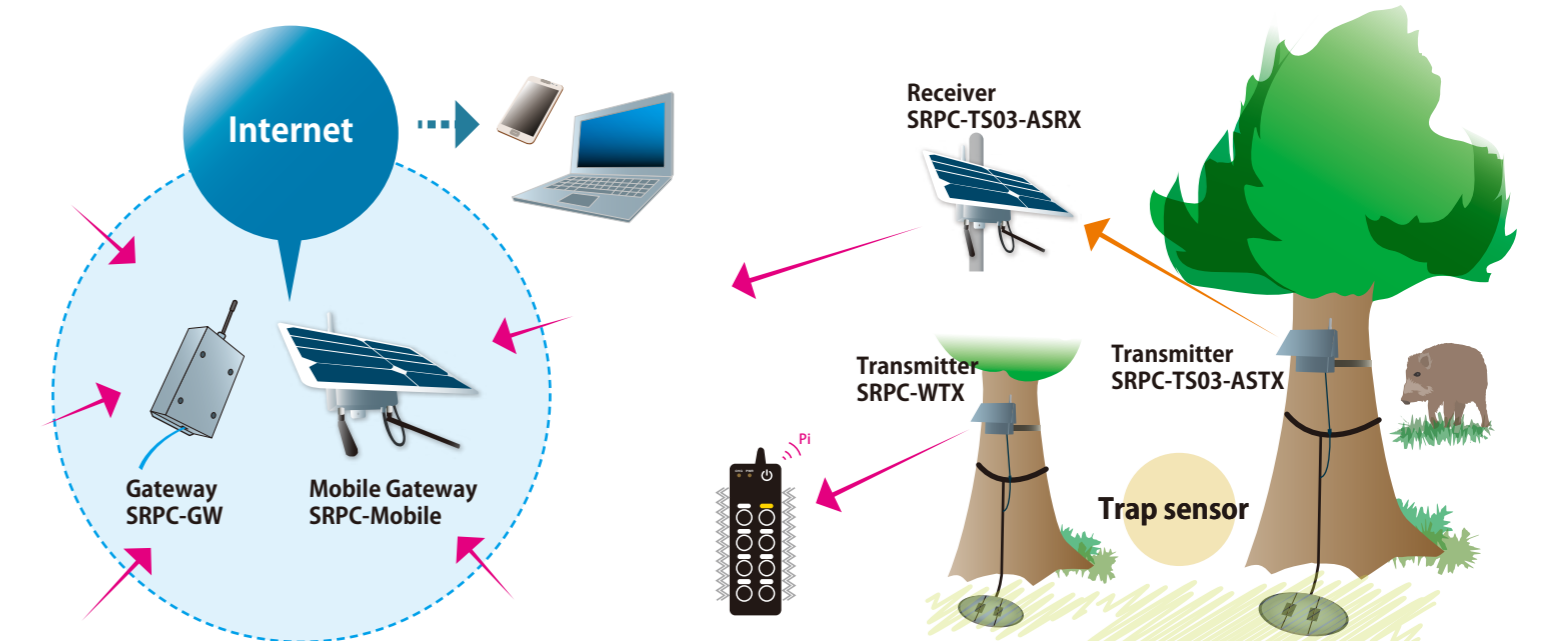 Internet
Gateway
SRPC-GW
Mobile Gateway
SRPC-Mobile
Receiver
SRPC-TS03-ASRX
Transmitter
SRPC-WTX
Pi
Transmitter
SRPC-TS03-ASTX
Trap sensor